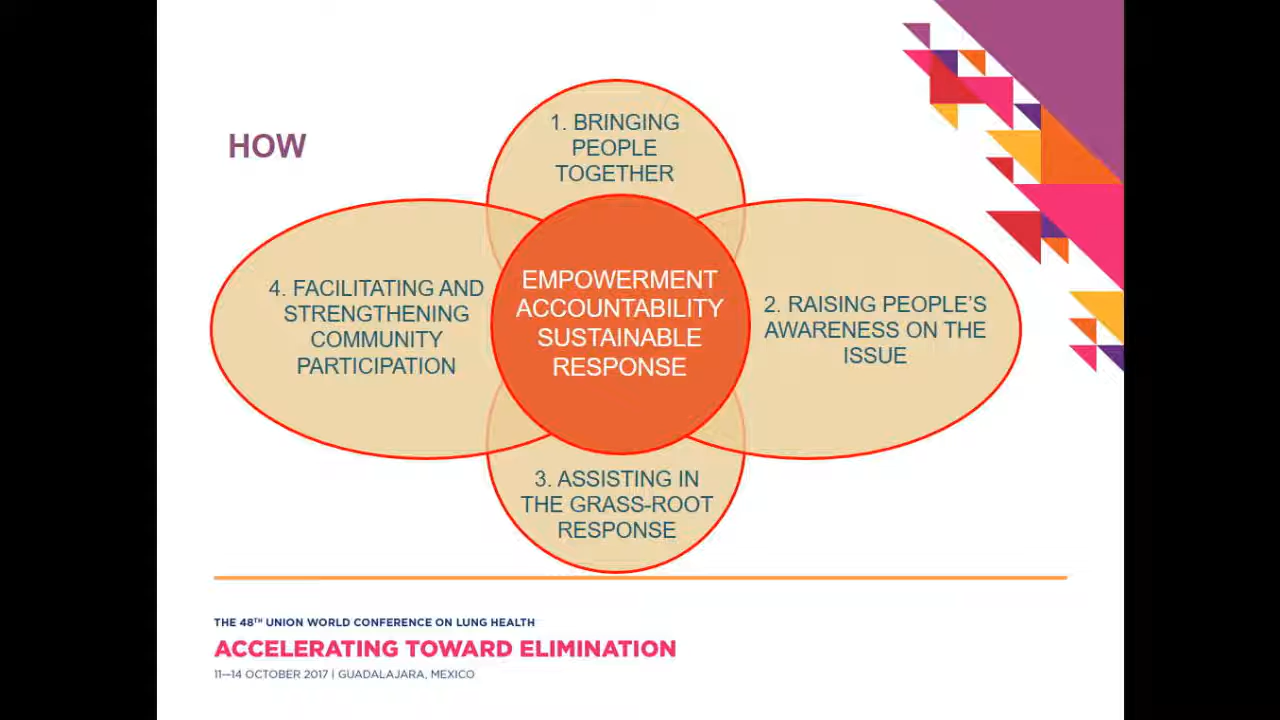 HOW
1. BRINGING
PEOPLE
TOGETHER
EMPOWERMENT
ACCOUNTABILITY
SUSTAINABLE
RESPONSE
2. RAISING PEOPLE'S
AWARENESS ON THE
ISSUE
3. ASSISTING IN
THE GRASS-ROOT
RESPONSE
4. FACILITATING AND
STRENGTHENING
COMMUNITY
PARTICIPATION
THE 48TH UNION WORLD CONFERENCE ON LUNG HEALTH
ACCELERATING TOWARD ELIMINATION
11—14 OCTOBER 2017 | GUADALAJARA, MEXICO